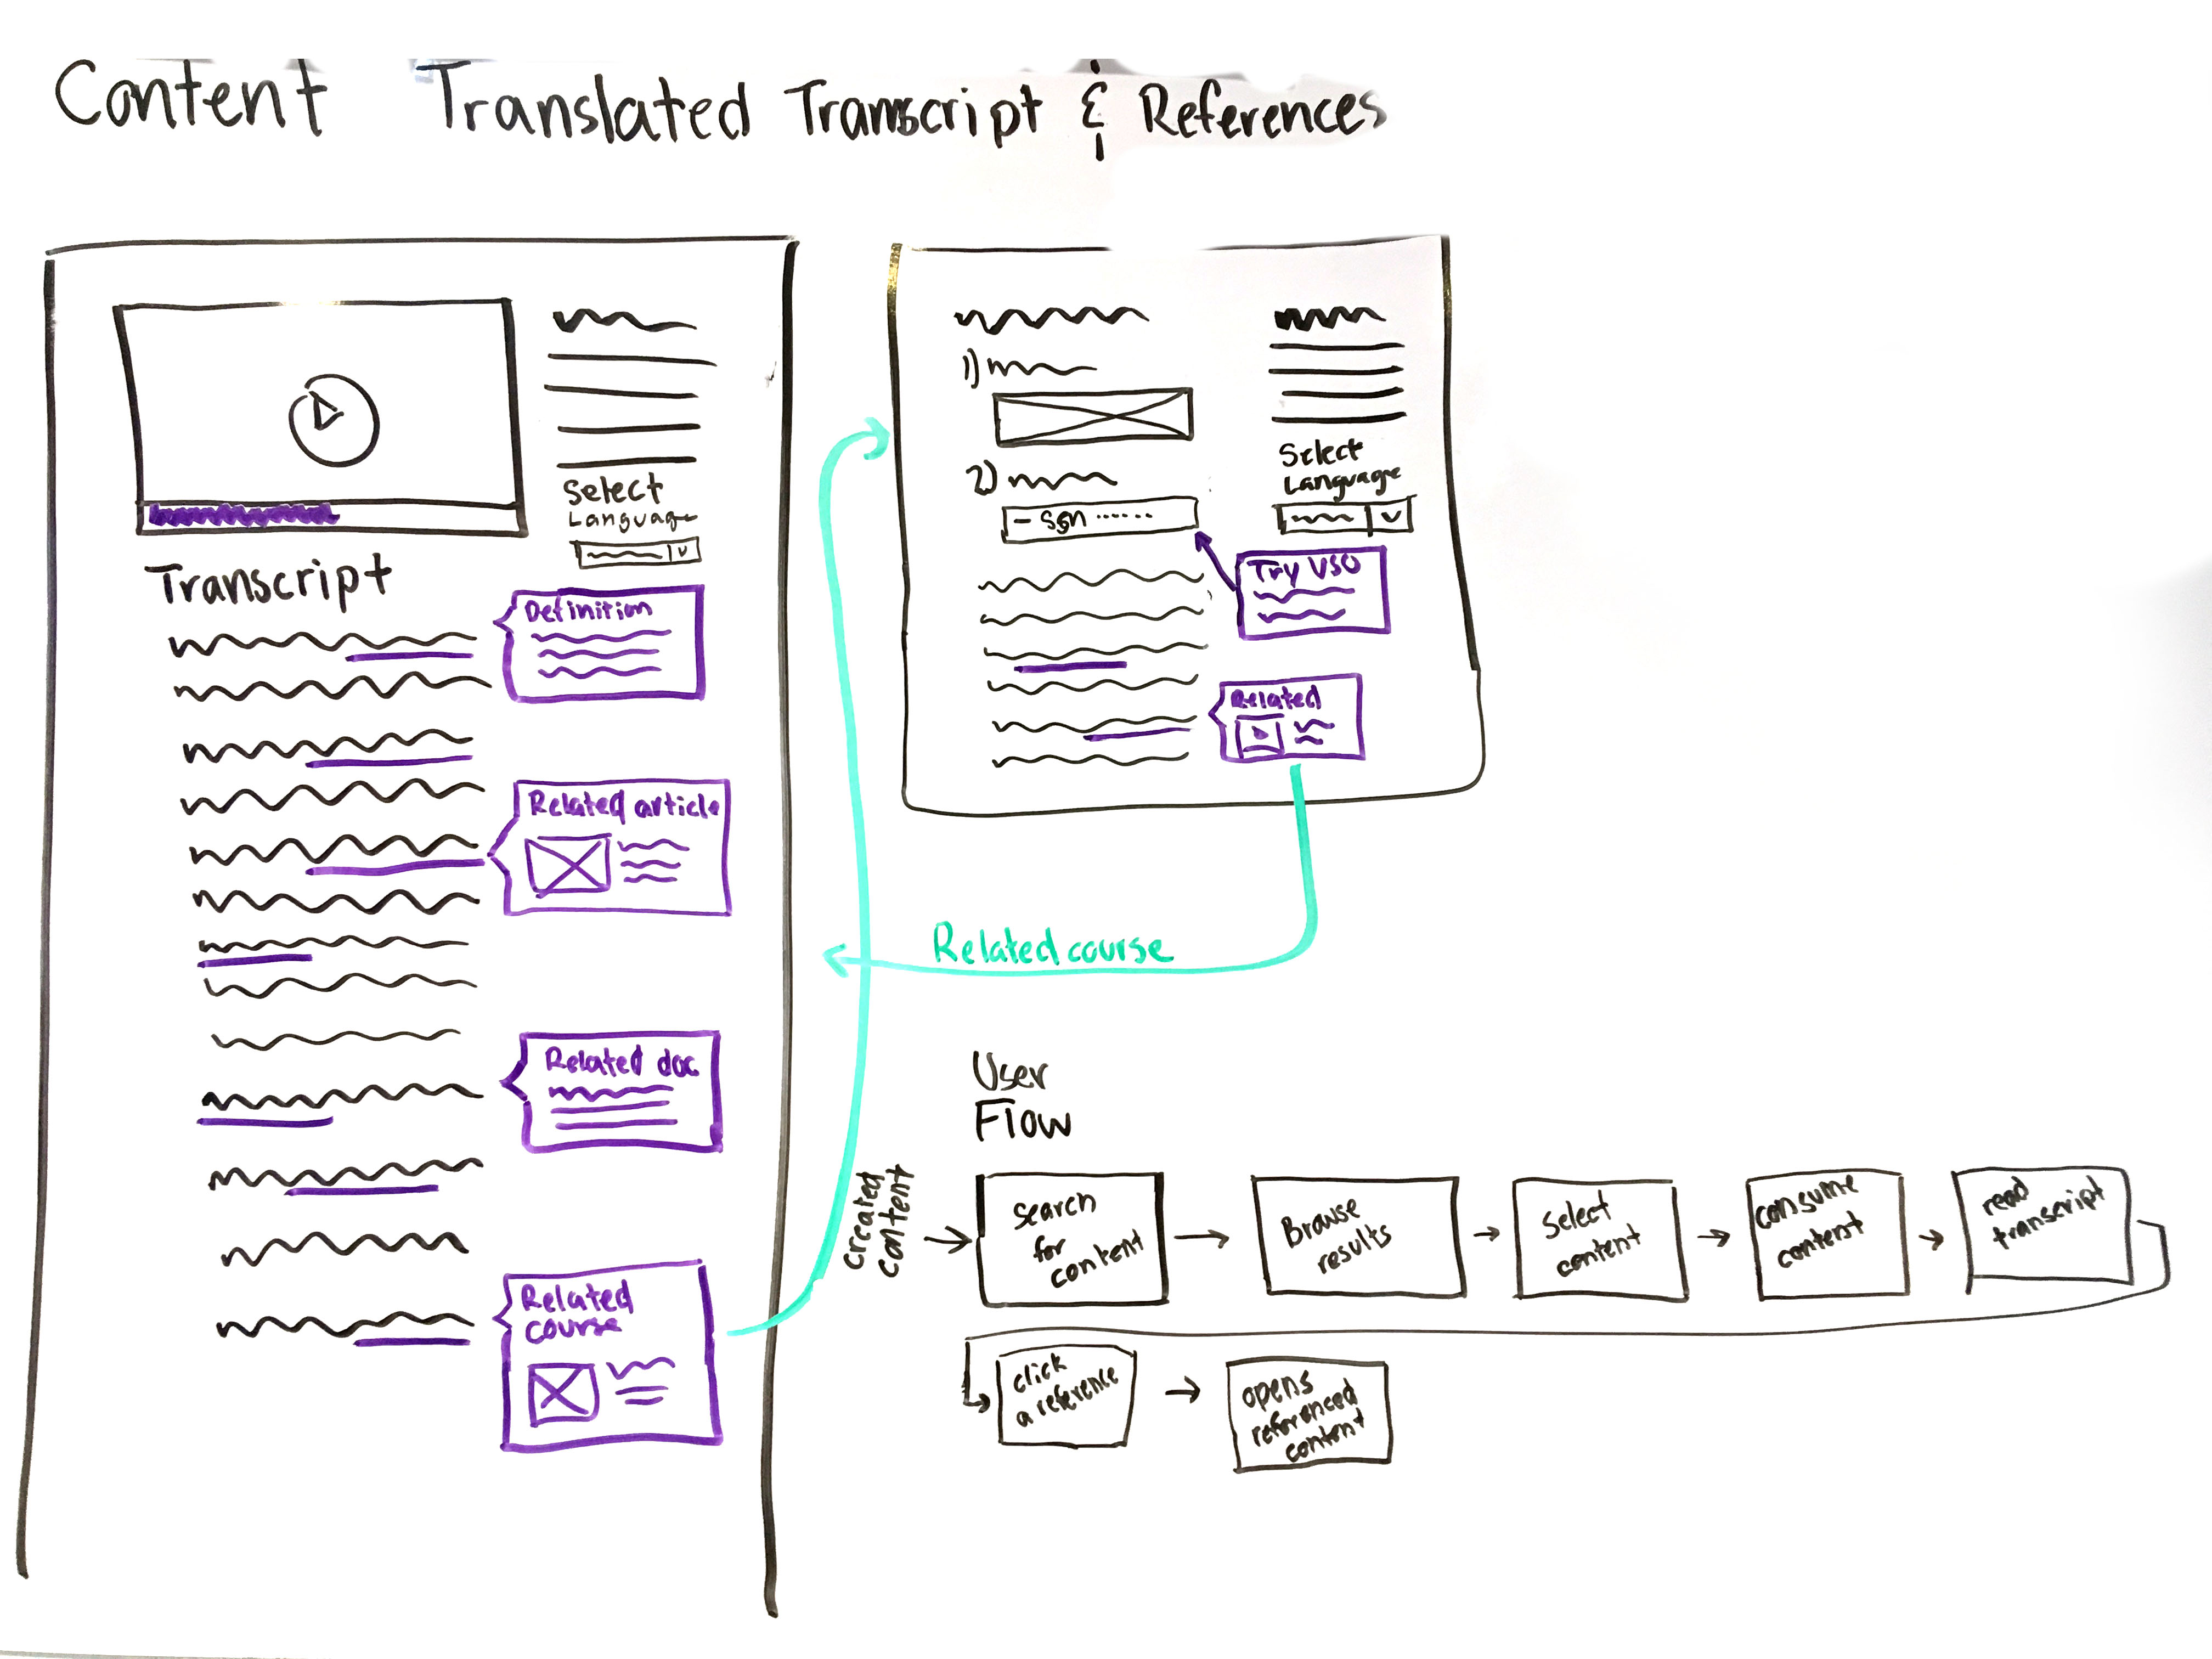 Content Translated Transcript & References
Select
Language
Transcript
Definition
Related article
Related doc
Related
course
1)
2)
Select
Language
Try VSO
Related
Related course
User
Flow
created
content
search
for
content
Browse
results
Select
content
consume
content
read
transcript
click
a reference
opens
referenced
content